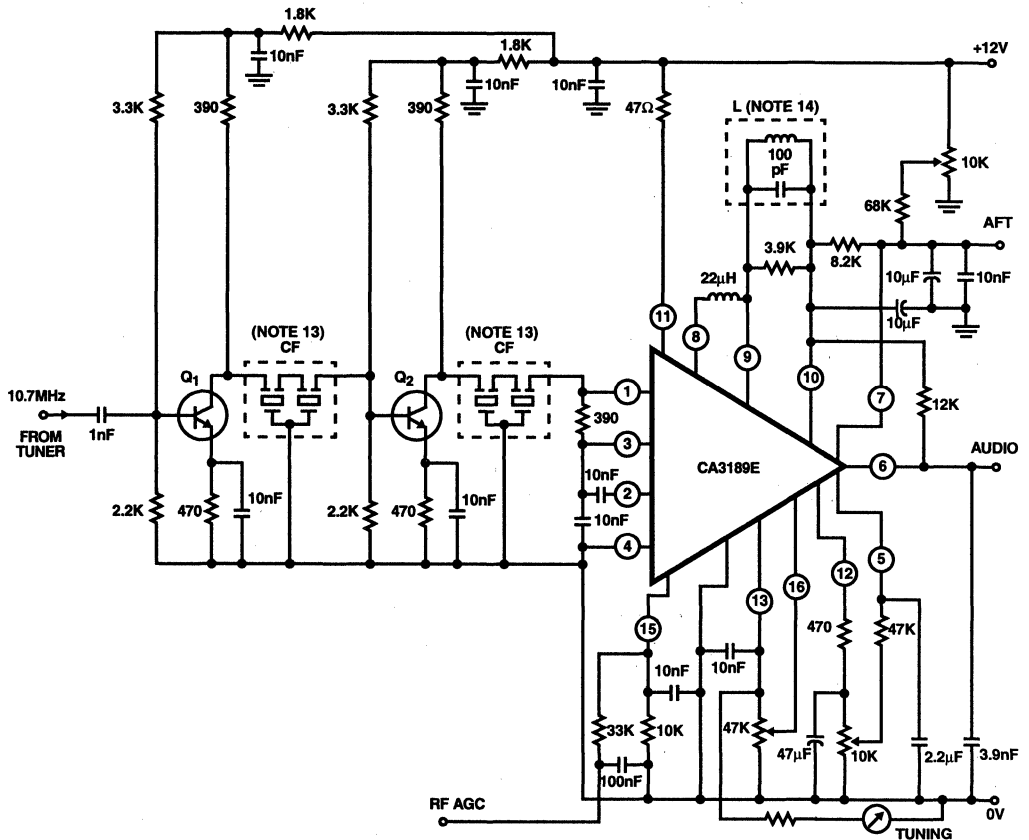 1.8K
10nF
1.8K
10nF
10nF
+12V
3.3K
390
3.3K
390
47Ω
L (NOTE 14)
100
pF
10K
68K
AFT
3.9K
8.2K
22μH
10μF
10nF
10μF
(NOTE 13)
CF
(NOTE 13)
CF
11
8
9
10
7
Q1
Q2
10.7MHz
FROM
TUNER
1nF
1
390
3
12K
CA3189E
AUDIO
6
10nF
2
2.2K
470
10nF
2.2K
470
10nF
10nF
4
5
12
16
13
15
470
47K
10nF
10nF
33K
10K
47K
47μF
10K
2.2μF
3.9nF
100nF
RF AGC
0V
TUNING